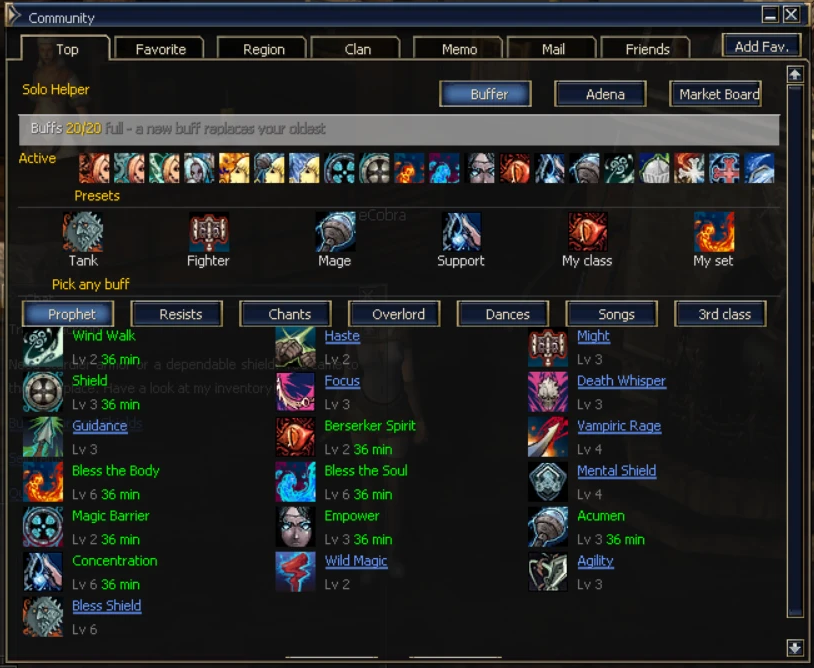 Community
Top Favorite Region Clan Memo Mail Friends Add Fav.
Solo Helper Buffer Adena Market Board
Buffs 20/20 full - a new buff replaces your oldest
Active
Presets
eCobra
Tank Fighter Mage Support My class My set
Pick any buff
Prophet Resists Chants Overlord Dances Songs 3rd class
Wind Walk Haste Might
Lv 2 36 min Lv 2 Lv 3
Shield Focus Death Whisper
Lv 3 36 min Lv 3 Lv 3
Guidance Berserker Spirit Vampiric Rage
Lv 3 Lv 2 36 min Lv 4
Bless the Body Bless the Soul Mental Shield
Lv 6 36 min Lv 6 36 min Lv 4
Magic Barrier Empower Acumen
Lv 2 36 min Lv 3 36 min Lv 3 36 min
Concentration Wild Magic Agility
Lv 6 36 min Lv 2 Lv 3
Bless Shield
Lv 6